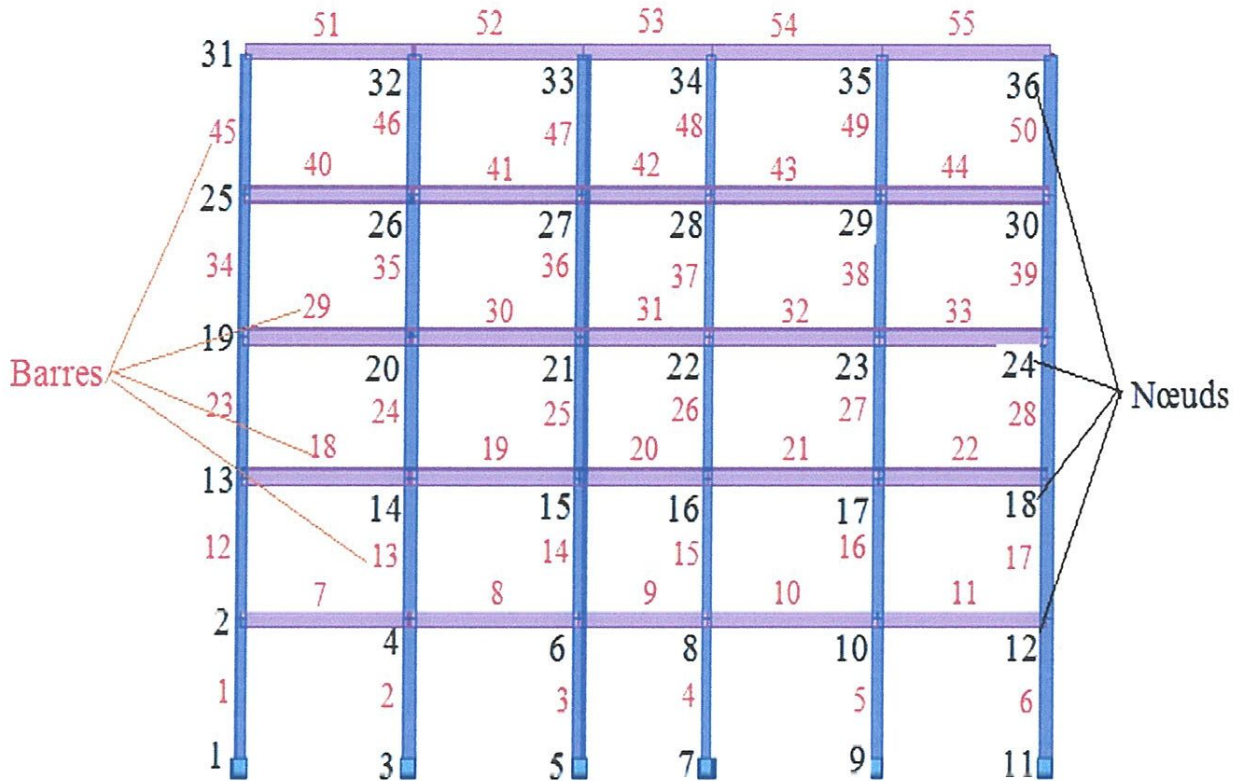 51 52 53 54 55
31 32 33 34 35 36
45 46 47 48 49 50
40 41 42 43 44
25 26 27 28 29 30
34 35 36 37 38 39
29 30 31 32 33
19 20 21 22 23 24
Barres
Nœuds
23 24 25 26 27 28
18 19 20 21 22
13 14 15 16 17 18
12 13 14 15 16 17
7 8 9 10 11
2 4 6 8 10 12
1 2 3 4 5 6
1 3 5 7 9 11